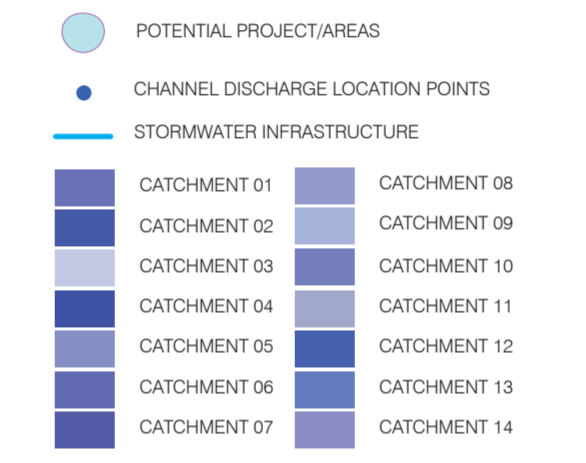 POTENTIAL PROJECT/AREAS
CHANNEL DISCHARGE LOCATION POINTS
STORMWATER INFRASTRUCTURE
CATCHMENT 01
CATCHMENT 02
CATCHMENT 03
CATCHMENT 04
CATCHMENT 05
CATCHMENT 06
CATCHMENT 07
CATCHMENT 08
CATCHMENT 09
CATCHMENT 10
CATCHMENT 11
CATCHMENT 12
CATCHMENT 13
CATCHMENT 14